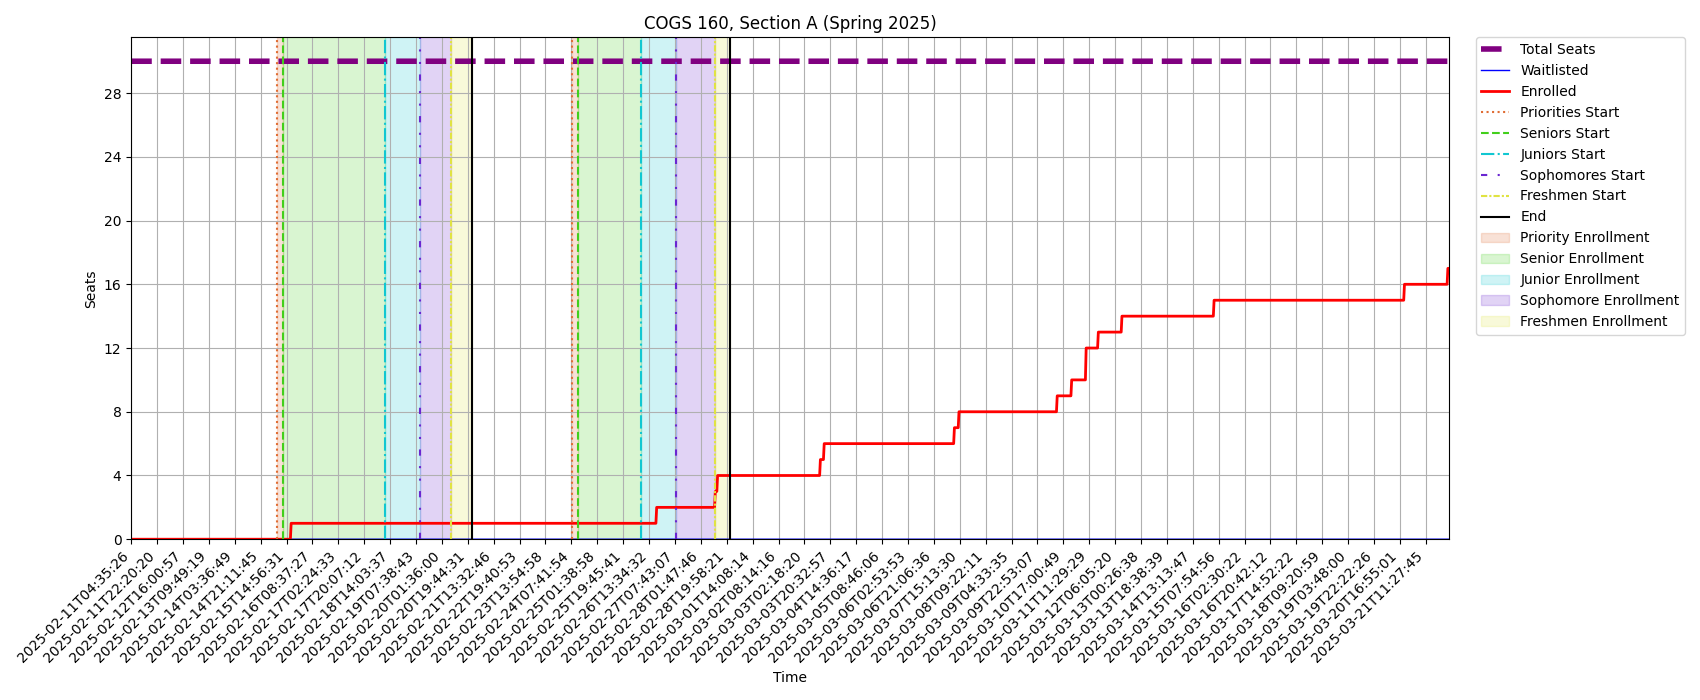 COGS 160, Section A (Spring 2025)
Total Seats
Waitlisted
Enrolled
Priorities Start
Seniors Start
Juniors Start
Sophomores Start
Freshmen Start
End
Priority Enrollment
Senior Enrollment
Junior Enrollment
Sophomore Enrollment
Freshmen Enrollment
Seats
28
24
20
16
12
8
4
0
2025-02-11T04:35:26
2025-02-11T22:20:20
2025-02-12T16:00:57
2025-02-13T09:49:19
2025-02-14T03:36:49
2025-02-14T21:11:45
2025-02-15T14:56:31
2025-02-16T08:37:27
2025-02-17T02:24:33
2025-02-17T20:07:12
2025-02-18T14:03:37
2025-02-19T07:38:43
2025-02-20T01:36:00
2025-02-20T19:44:31
2025-02-21T13:32:46
2025-02-22T19:40:53
2025-02-23T13:54:58
2025-02-24T07:41:54
2025-02-25T01:38:58
2025-02-25T19:45:41
2025-02-26T13:34:32
2025-02-27T07:43:07
2025-02-28T01:47:46
2025-02-28T19:58:21
2025-03-01T14:08:14
2025-03-02T08:14:16
2025-03-03T02:18:20
2025-03-03T20:32:57
2025-03-04T14:36:17
2025-03-05T08:46:06
2025-03-06T02:53:53
2025-03-06T21:06:36
2025-03-07T15:13:30
2025-03-08T09:22:11
2025-03-09T04:33:35
2025-03-09T22:53:07
2025-03-10T17:00:49
2025-03-11T11:29:29
2025-03-12T06:05:20
2025-03-13T00:26:38
2025-03-13T18:38:39
2025-03-14T13:13:47
2025-03-15T07:54:56
2025-03-16T02:30:22
2025-03-16T20:42:12
2025-03-17T14:52:22
2025-03-18T09:20:59
2025-03-19T03:48:00
2025-03-19T22:22:26
2025-03-20T16:55:01
2025-03-21T11:27:45
Time